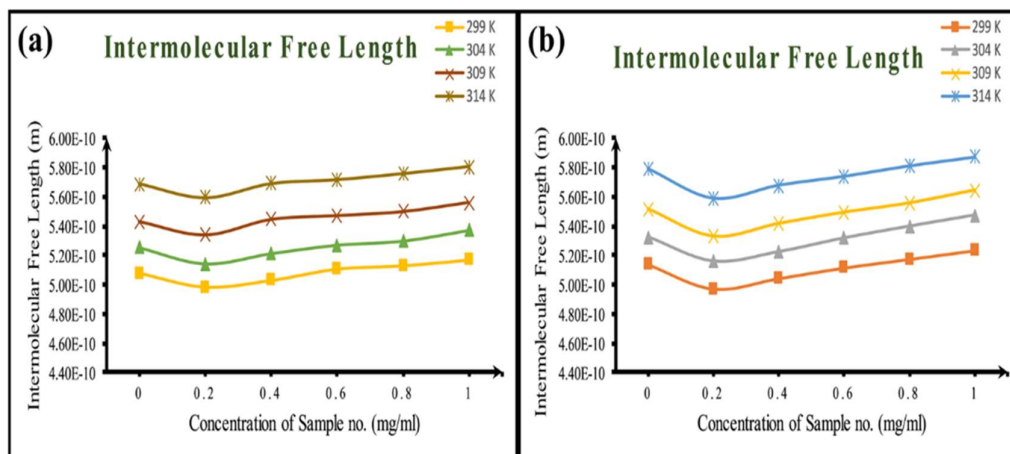 (a)
Intermolecular Free Length
299 K
304 K
309 K
314 K
Intermolecular Free Length (m)
6.00E-10
5.80E-10
5.60E-10
5.40E-10
5.20E-10
5.00E-10
4.80E-10
4.60E-10
4.40E-10
0 0.2 0.4 0.6 0.8 1
Concentration of Sample no. (mg/ml)
(b)
Intermolecular Free Length
299 K
304 K
309 K
314 K
Intermolecular Free Length (m)
6.00E-10
5.80E-10
5.60E-10
5.40E-10
5.20E-10
5.00E-10
4.80E-10
4.60E-10
4.40E-10
0 0.2 0.4 0.6 0.8 1
Concentration of Sample no. (mg/ml)